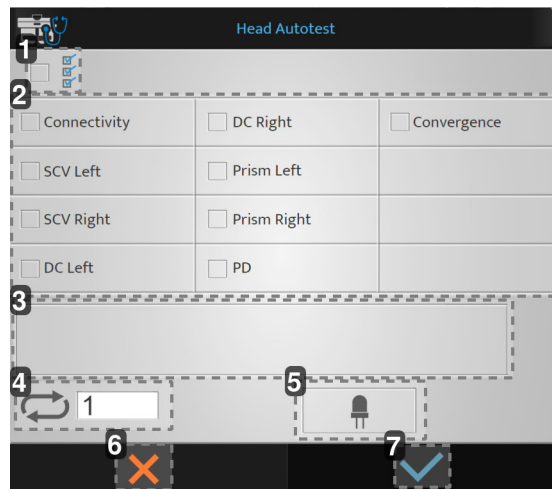 Head Autotest
1
2
Connectivity DC Right Convergence
SCV Left Prism Left
SCV Right Prism Right
DC Left PD
3
4 5
1
6 7